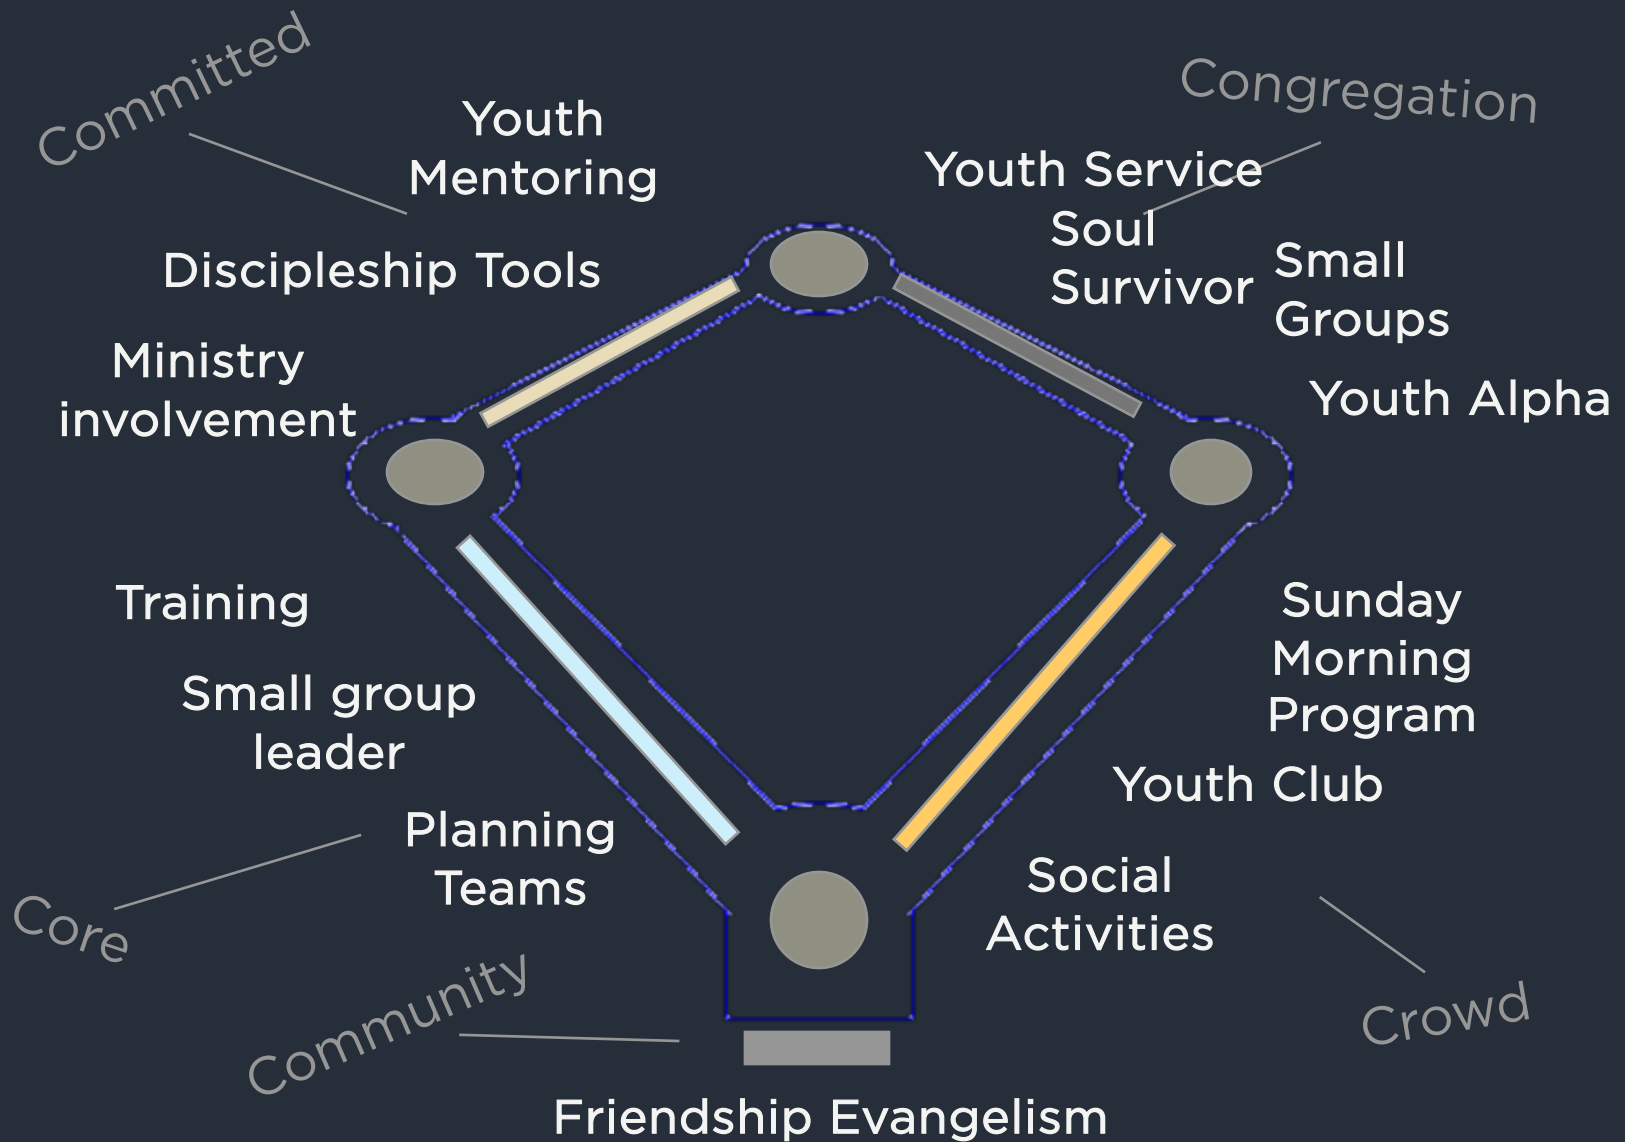 Committed
Congregation
Youth
Mentoring
Youth Service
Soul
Survivor
Small
Groups
Discipleship Tools
Ministry
involvement
Youth Alpha
Training
Sunday
Morning
Program
Small group
leader
Youth Club
Planning
Teams
Social
Activities
Core
Community
Crowd
Friendship Evangelism